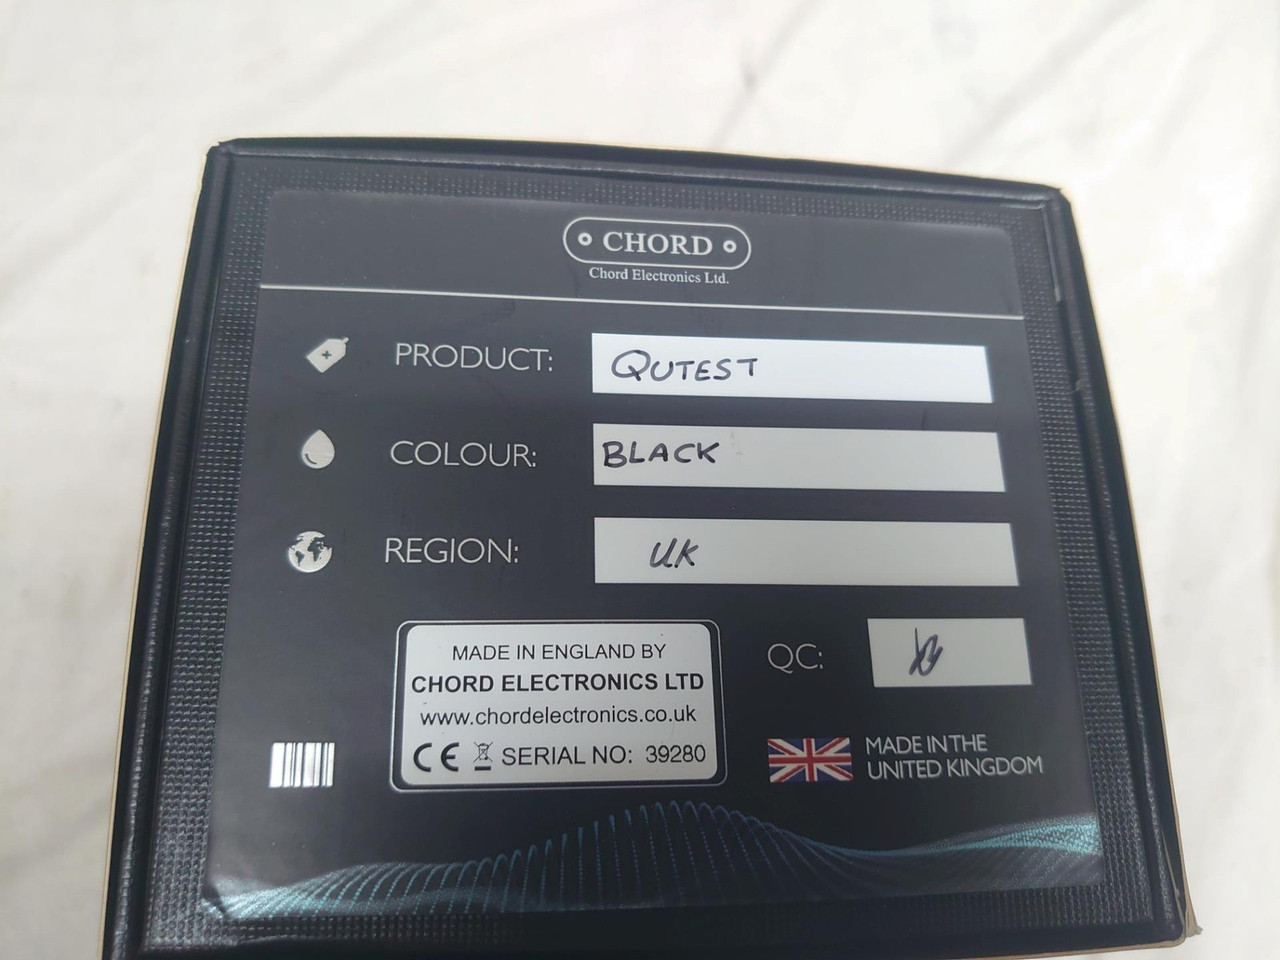 CHORD
Chord Electronics Ltd.
PRODUCT: QUTEST
COLOUR: BLACK
REGION: UK
MADE IN ENGLAND BY
CHORD ELECTRONICS LTD
www.chordelectronics.co.uk
CE SERIAL NO: 39280
QC:
MADE IN THE
UNITED KINGDOM